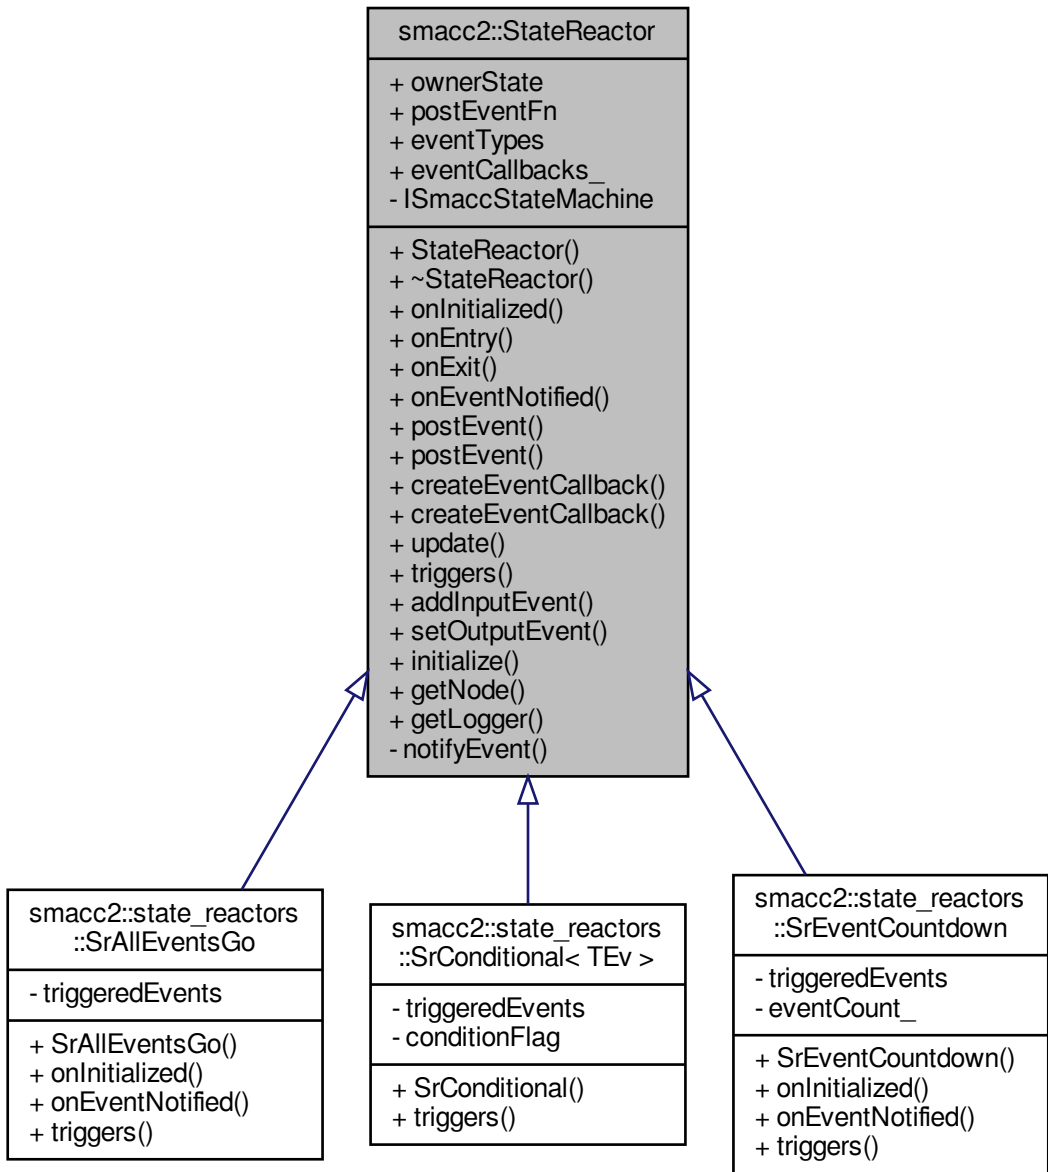 smacc2::StateReactor
+ ownerState
+ postEventFn
+ eventTypes
+ eventCallbacks_
- ISmaccStateMachine
+ StateReactor()
+ ~StateReactor()
+ onInitialized()
+ onEntry()
+ onExit()
+ onEventNotified()
+ postEvent()
+ postEvent()
+ createEventCallback()
+ createEventCallback()
+ update()
+ triggers()
+ addInputEvent()
+ setOutputEvent()
+ initialize()
+ getNode()
+ getLogger()
- notifyEvent()
smacc2::state_reactors
::SrAllEventsGo
- triggeredEvents
+ SrAllEventsGo()
+ onInitialized()
+ onEventNotified()
+ triggers()
smacc2::state_reactors
::SrConditional< TEv >
- triggeredEvents
- conditionFlag
+ SrConditional()
+ triggers()
smacc2::state_reactors
::SrEventCountdown
- triggeredEvents
- eventCount_
+ SrEventCountdown()
+ onInitialized()
+ onEventNotified()
+ triggers()